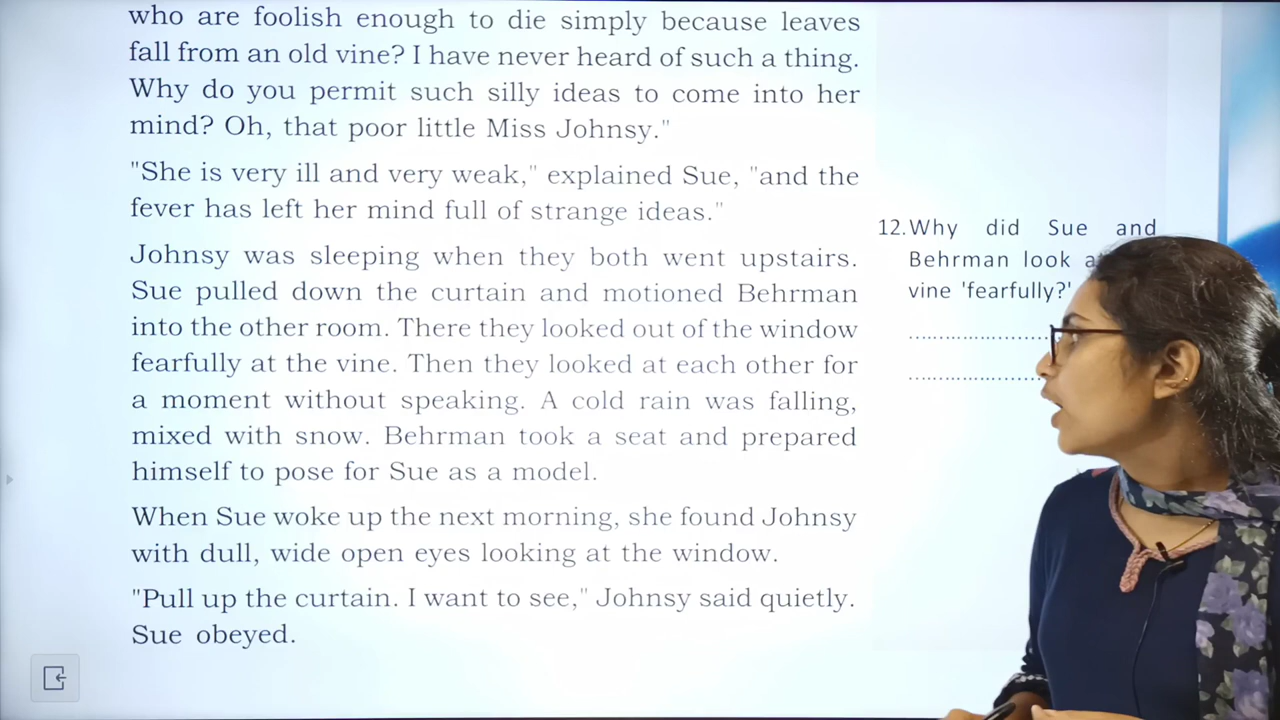 who are foolish enough to die simply because leaves
fall from an old vine? I have never heard of such a thing.
Why do you permit such silly ideas to come into her
mind? Oh, that poor little Miss Johnsy."
"She is very ill and very weak," explained Sue, "and the
fever has left her mind full of strange ideas."
Johnsy was sleeping when they both went upstairs.
Sue pulled down the curtain and motioned Behrman
into the other room. There they looked out of the window
fearfully at the vine. Then they looked at each other for
a moment without speaking. A cold rain was falling,
mixed with snow. Behrman took a seat and prepared
himself to pose for Sue as a model.
When Sue woke up the next morning, she found Johnsy
with dull, wide open eyes looking at the window.
"Pull up the curtain. I want to see," Johnsy said quietly.
Sue obeyed.
12.Why did Sue and
Behrman look
vine 'fearfully?'